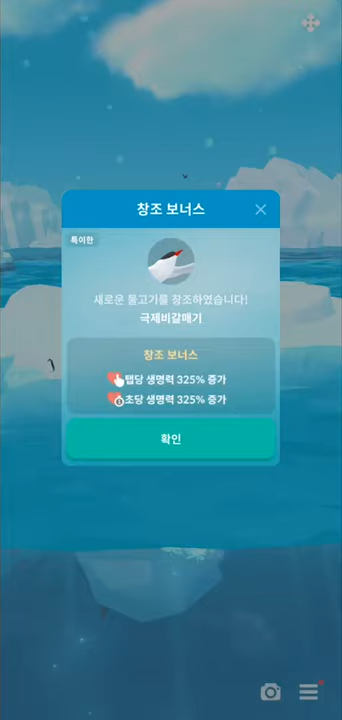 창조 보너스
특이한
새로운 물고기를 창조하였습니다!
극제비갈매기
창조 보너스
탭당 생명력 325% 증가
초당 생명력 325% 증가
확인